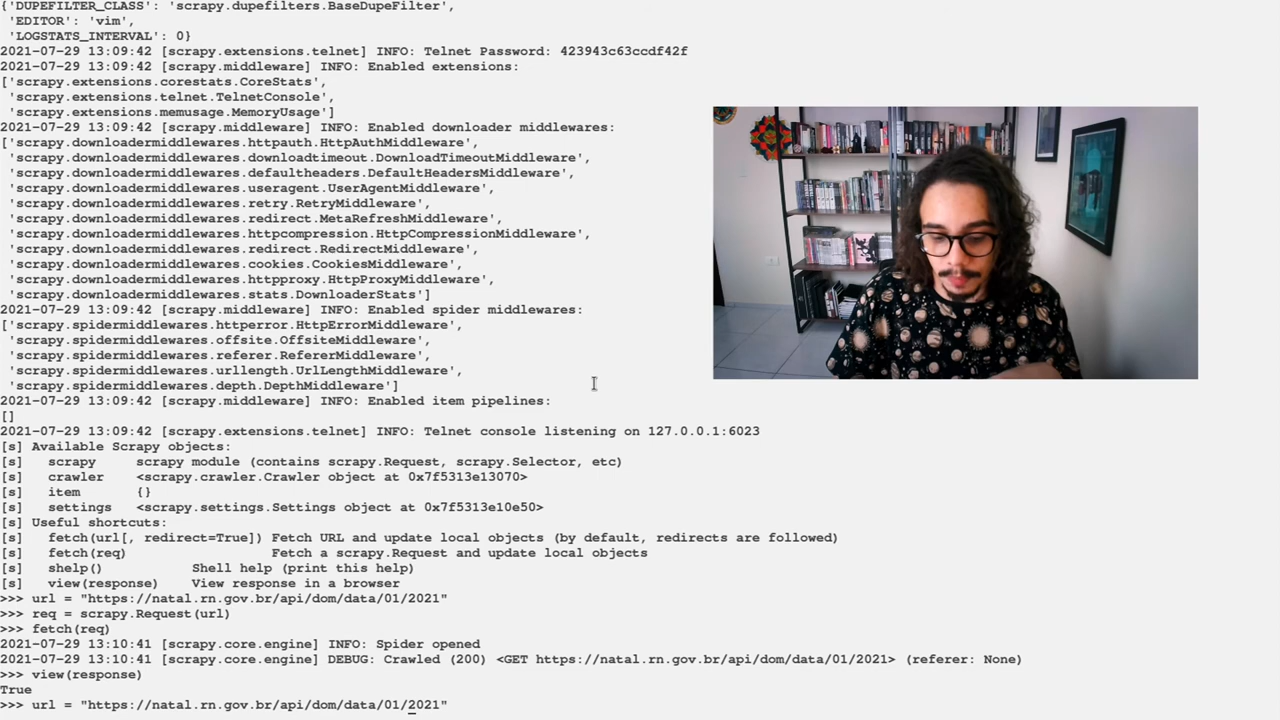 {'DUPEFILTER_CLASS': 'scrapy.dupefilters.BaseDupeFilter',
'EDITOR': 'vim',
'LOGSTATS_INTERVAL': 0}
2021-07-29 13:09:42 [scrapy.extensions.telnet] INFO: Telnet Password: 423943c63ccdf42f
2021-07-29 13:09:42 [scrapy.middleware] INFO: Enabled extensions:
['scrapy.extensions.corestats.CoreStats',
'scrapy.extensions.telnet.TelnetConsole',
'scrapy.extensions.memusage.MemoryUsage']
2021-07-29 13:09:42 [scrapy.middleware] INFO: Enabled downloader middlewares:
['scrapy.downloadermiddlewares.httpauth.HttpAuthMiddleware',
'scrapy.downloadermiddlewares.downloadtimeout.DownloadTimeoutMiddleware',
'scrapy.downloadermiddlewares.defaultheaders.DefaultHeadersMiddleware',
'scrapy.downloadermiddlewares.useragent.UserAgentMiddleware',
'scrapy.downloadermiddlewares.retry.RetryMiddleware',
'scrapy.downloadermiddlewares.redirect.MetaRefreshMiddleware',
'scrapy.downloadermiddlewares.httpcompression.HttpCompressionMiddleware',
'scrapy.downloadermiddlewares.redirect.RedirectMiddleware',
'scrapy.downloadermiddlewares.cookies.CookiesMiddleware',
'scrapy.downloadermiddlewares.httpproxy.HttpProxyMiddleware',
'scrapy.downloadermiddlewares.stats.DownloaderStats']
2021-07-29 13:09:42 [scrapy.middleware] INFO: Enabled spider middlewares:
['scrapy.spidermiddlewares.httperror.HttpErrorMiddleware',
'scrapy.spidermiddlewares.offsite.OffsiteMiddleware',
'scrapy.spidermiddlewares.referer.RefererMiddleware',
'scrapy.spidermiddlewares.urllength.UrlLengthMiddleware',
'scrapy.spidermiddlewares.depth.DepthMiddleware']
2021-07-29 13:09:42 [scrapy.middleware] INFO: Enabled item pipelines:
[]
2021-07-29 13:09:42 [scrapy.extensions.telnet] INFO: Telnet console listening on 127.0.0.1:6023
[s] Available Scrapy objects:
[s]   scrapy     scrapy module (contains scrapy.Request, scrapy.Selector, etc)
[s]   crawler    <scrapy.crawler.Crawler object at 0x7f5313e13070>
[s]   item       {}
[s]   settings   <scrapy.settings.Settings object at 0x7f5313e10e50>
[s] Useful shortcuts:
[s]   fetch(url[, redirect=True]) Fetch URL and update local objects (by default, redirects are followed)
[s]   fetch(req)                  Fetch a scrapy.Request and update local objects
[s]   shelp()           Shell help (print this help)
[s]   view(response)    View response in a browser
>>> url = "https://natal.rn.gov.br/api/dom/data/01/2021"
>>> req = scrapy.Request(url)
>>> fetch(req)
2021-07-29 13:10:41 [scrapy.core.engine] INFO: Spider opened
2021-07-29 13:10:41 [scrapy.core.engine] DEBUG: Crawled (200) <GET https://natal.rn.gov.br/api/dom/data/01/2021> (referer: None)
>>> view(response)
True
>>> url = "https://natal.rn.gov.br/api/dom/data/01/2021"